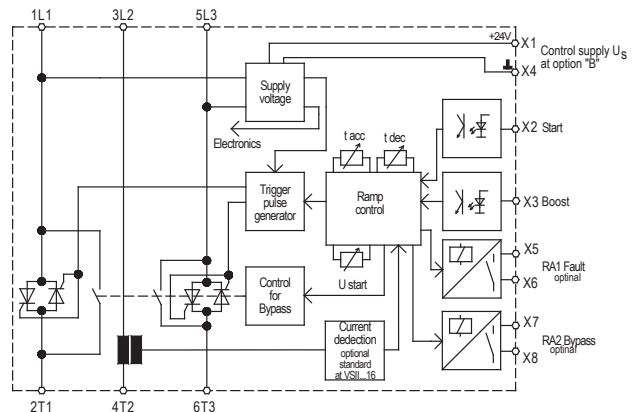 1L1 3L2 5L3
+24V X1
Control supply Us
X4 at option "B"
Supply
voltage
Electronics
t acc t dec
X2 Start
Trigger
pulse
generator
Ramp
control
X3 Boost
U start
X5
RA1 Fault
optinal
X6
Control
for
Bypass
X7
RA2 Bypass
optinal
X8
Current
dedection
optional
standard
at VSII...16
2T1 4T2 6T3